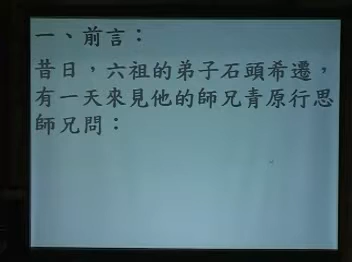 一、前言：
昔日，六祖的弟子石頭希遷，
有一天來見他的師兄青原行思
師兄問：